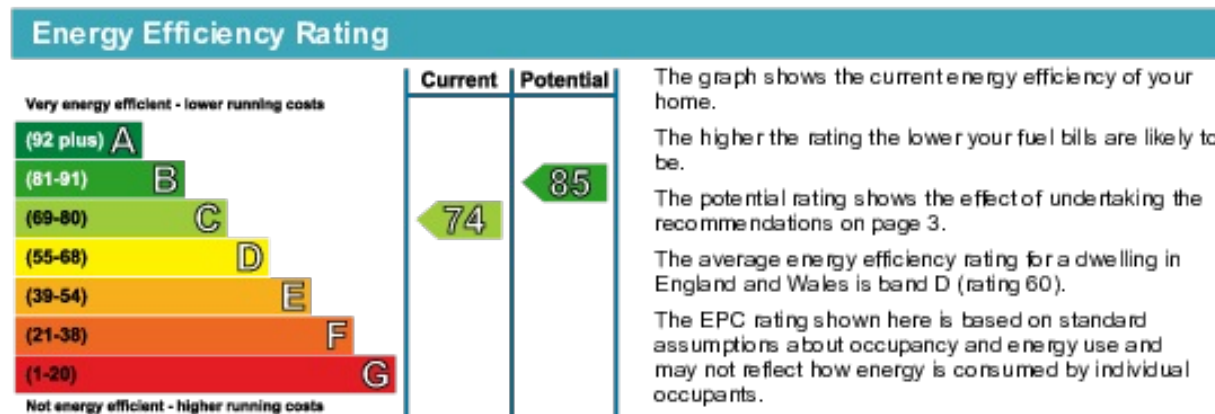 Energy Efficiency Rating
Current Potential
Very energy efficient - lower running costs
(92 plus) A
(81-91) B
85
(69-80) C
74
(55-68) D
(39-54) E
(21-38) F
(1-20) G
Not energy efficient - higher running costs
The graph shows the current energy efficiency of your
home.
The higher the rating the lower your fuel bills are likely to
be.
The potential rating shows the effect of undertaking the
recommendations on page 3.
The average energy efficiency rating for a dwelling in
England and Wales is band D (rating 60).
The EPC rating shown here is based on standard
assumptions about occupancy and energy use and
may not reflect how energy is consumed by individual
occupants.